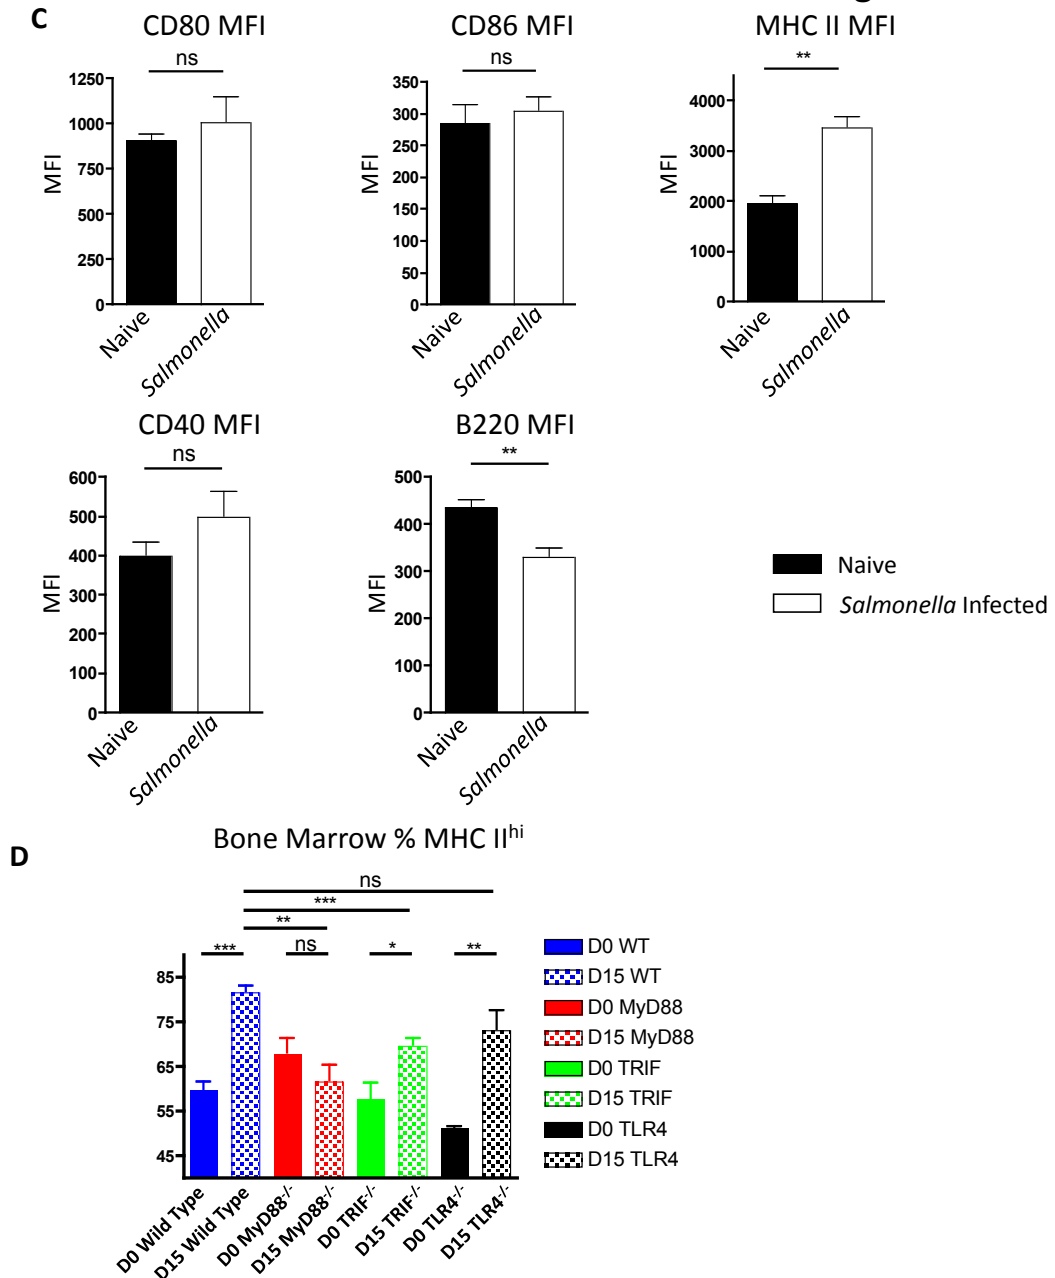 C
CD80 MFI
ns
1250
1000
750
500
250
0
MFI
Naive
Salmonella
CD86 MFI
ns
350
300
250
200
150
100
50
0
MFI
Naive
Salmonella
MHC II MFI
**
4000
3000
2000
1000
0
MFI
Naive
Salmonella
CD40 MFI
ns
600
500
400
300
200
100
0
MFI
Naive
Salmonella
B220 MFI
**
500
400
300
200
100
0
MFI
Naive
Salmonella
Naive
Salmonella Infected
D
Bone Marrow % MHC II^hi
ns
***
**
***
ns
*
**
85
75
65
55
45
D0 Wild Type
D15 Wild Type
D0 MyD88-/-
D15 MyD88-/-
D0 TRIF-/-
D15 TRIF-/-
D0 TLR4-/-
D15 TLR4-/-
D0 WT
D15 WT
D0 MyD88
D15 MyD88
D0 TRIF
D15 TRIF
D0 TLR4
D15 TLR4